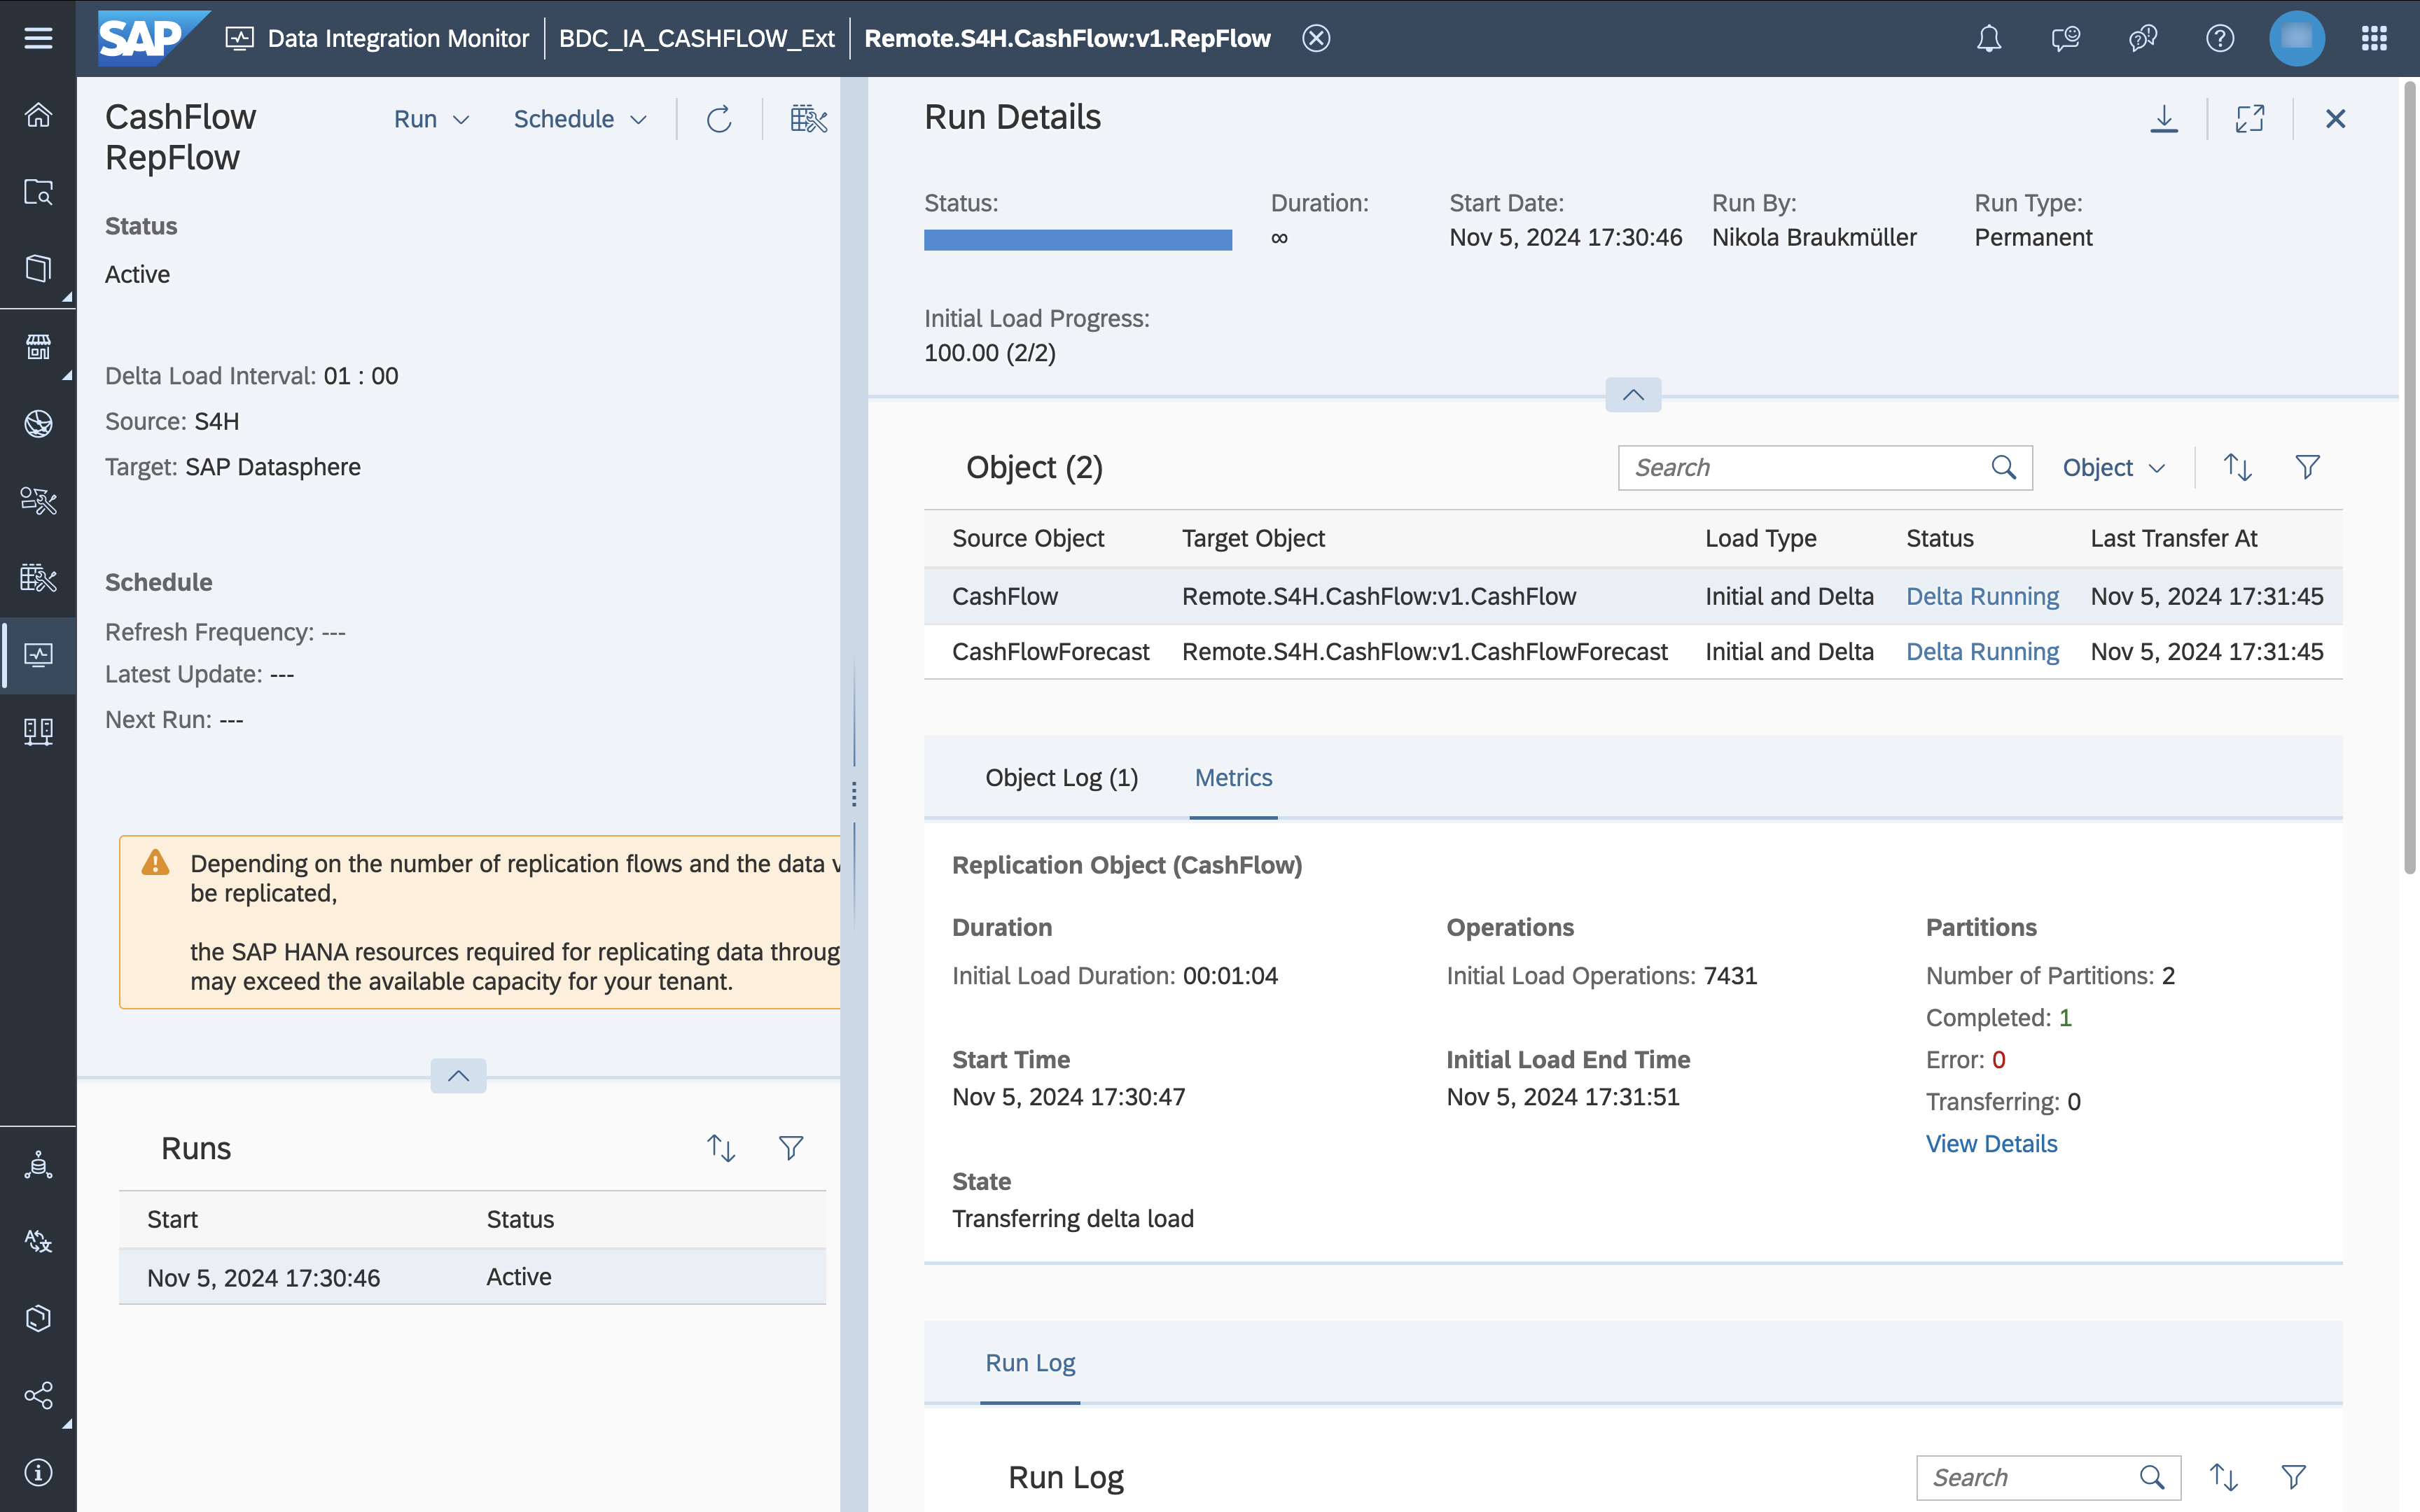 SAP
Data Integration Monitor
BDC_IA_CASHFLOW_Ext
Remote.S4H.CashFlow:v1.RepFlow
CashFlow
RepFlow
Run
Schedule
Status
Active
Delta Load Interval: 01 : 00
Source: S4H
Target: SAP Datasphere
Schedule
Refresh Frequency: ---
Latest Update: ---
Next Run: ---
Depending on the number of replication flows and the data v
be replicated,
the SAP HANA resources required for replicating data throug
may exceed the available capacity for your tenant.
Runs
Start Status
Nov 5, 2024 17:30:46 Active
Run Details
Status: Duration: Start Date: Run By: Run Type:
∞ Nov 5, 2024 17:30:46 Nikola Braukmüller Permanent
Initial Load Progress:
100.00 (2/2)
Object (2)
Search
Object
Source Object Target Object Load Type Status Last Transfer At
CashFlow Remote.S4H.CashFlow:v1.CashFlow Initial and Delta Delta Running Nov 5, 2024 17:31:45
CashFlowForecast Remote.S4H.CashFlow:v1.CashFlowForecast Initial and Delta Delta Running Nov 5, 2024 17:31:45
Object Log (1) Metrics
Replication Object (CashFlow)
Duration Operations Partitions
Initial Load Duration: 00:01:04 Initial Load Operations: 7431 Number of Partitions: 2
Completed: 1
Start Time Initial Load End Time Error: 0
Nov 5, 2024 17:30:47 Nov 5, 2024 17:31:51 Transferring: 0
View Details
State
Transferring delta load
Run Log
Run Log
Search